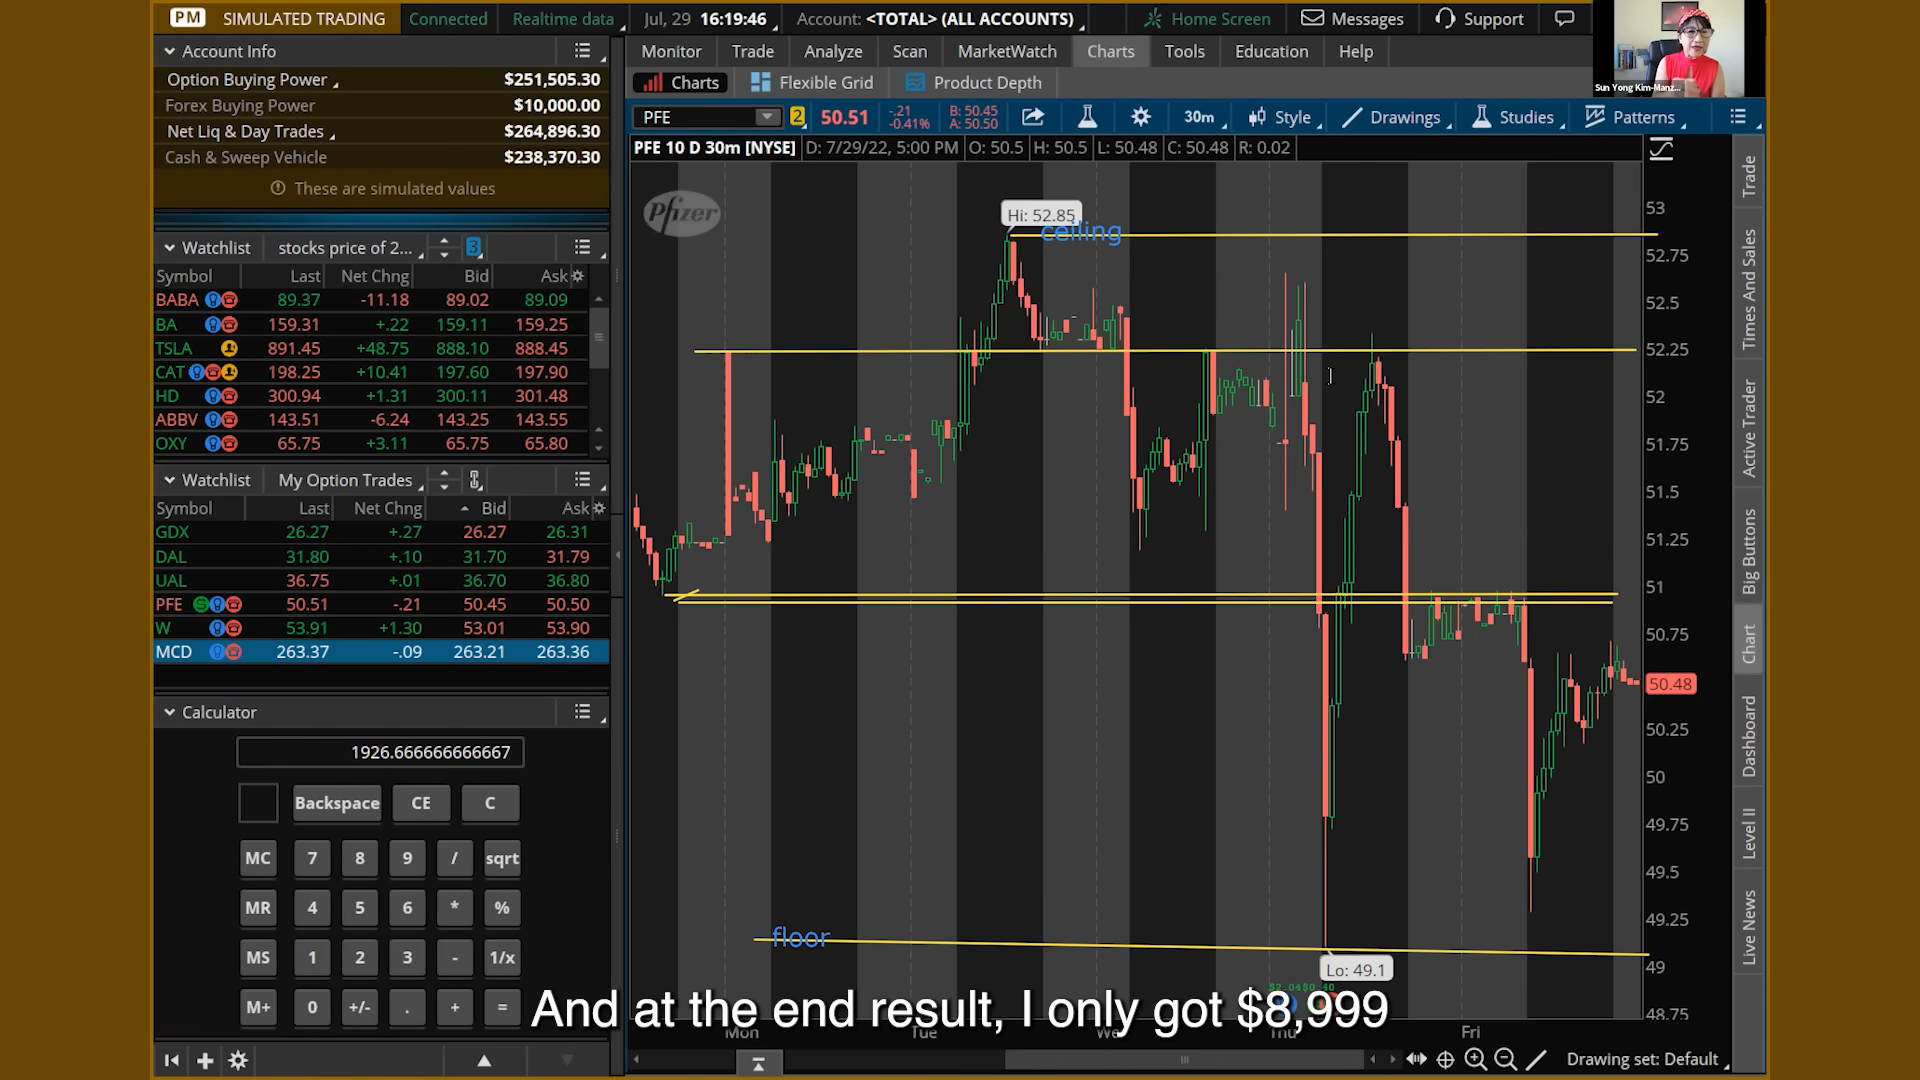 PM SIMULATED TRADING Connected Realtime data Jul, 29 16:19:46 Account: <TOTAL> (ALL ACCOUNTS) Home Screen Messages Support
Sun Yong Kim-Manz...
Account Info
Option Buying Power $251,505.30
Forex Buying Power $10,000.00
Net Liq & Day Trades $264,896.30
Cash & Sweep Vehicle $238,370.30
These are simulated values
Watchlist stocks price of 2... 3
Symbol Last Net Chng Bid Ask
BABA 89.37 -11.18 89.02 89.09
BA 159.31 +.22 159.11 159.25
TSLA 891.45 +48.75 888.10 888.45
CAT 198.25 +10.41 197.60 197.90
HD 300.94 +1.31 300.11 301.48
ABBV 143.51 -6.24 143.25 143.55
OXY 65.75 +3.11 65.75 65.80
Watchlist My Option Trades
Symbol Last Net Chng Bid Ask
GDX 26.27 +.27 26.27 26.31
DAL 31.80 +.10 31.70 31.79
UAL 36.75 +.01 36.70 36.80
PFE 50.51 -.21 50.45 50.50
W 53.91 +1.30 53.01 53.90
MCD 263.37 -.09 263.21 263.36
Calculator
1926.666666666667
Backspace CE C
MC 7 8 9 / sqrt
MR 4 5 6 * %
MS 1 2 3 - 1/x
M+ 0 +/- . + =
Monitor Trade Analyze Scan MarketWatch Charts Tools Education Help
Charts Flexible Grid Product Depth
PFE 2 50.51 -.21 -0.41% B: 50.45 A: 50.50 30m Style Drawings Studies Patterns
PFE 10 D 30m [NYSE] D: 7/29/22, 5:00 PM O: 50.5 H: 50.5 L: 50.48 C: 50.48 R: 0.02
Pfizer
Hi: 52.85
ceiling
floor
Lo: 49.1
53
52.75
52.5
52.25
52
51.75
51.5
51.25
51
50.75
50.48
50.25
50
49.75
49.5
49.25
49
48.75
And at the end result, I only got $8,999
Mon Tue We Thu Fri
Drawing set: Default
Trade
Times And Sales
Active Trader
Big Buttons
Chart
Dashboard
Level II
Live News